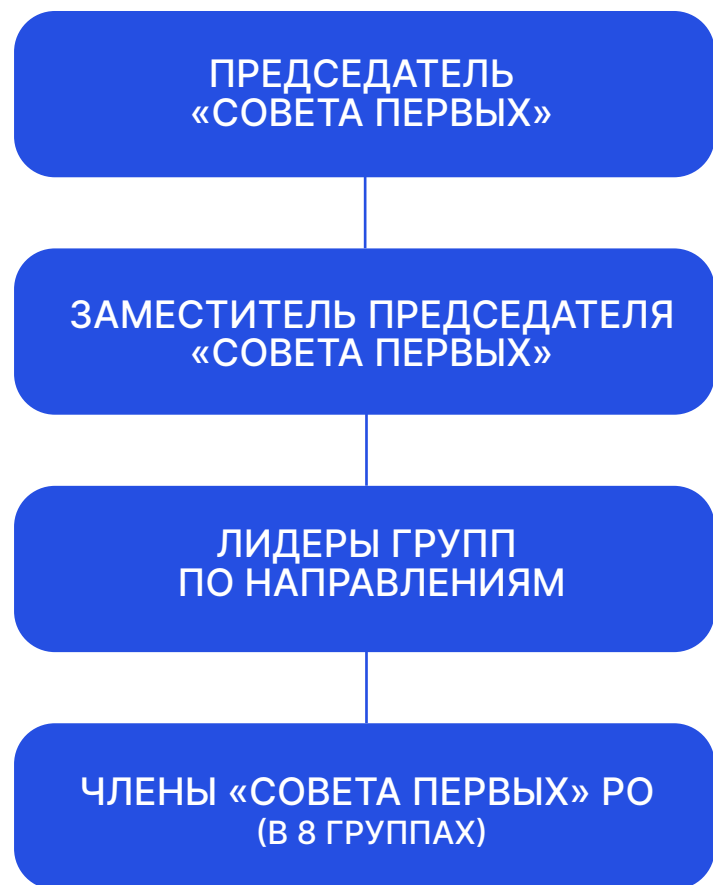 ПРЕДСЕДАТЕЛЬ
«СОВЕТА ПЕРВЫХ»
ЗАМЕСТИТЕЛЬ ПРЕДСЕДАТЕЛЯ
«СОВЕТА ПЕРВЫХ»
ЛИДЕРЫ ГРУПП
ПО НАПРАВЛЕНИЯМ
ЧЛЕНЫ «СОВЕТА ПЕРВЫХ» РО
(В 8 ГРУППАХ)